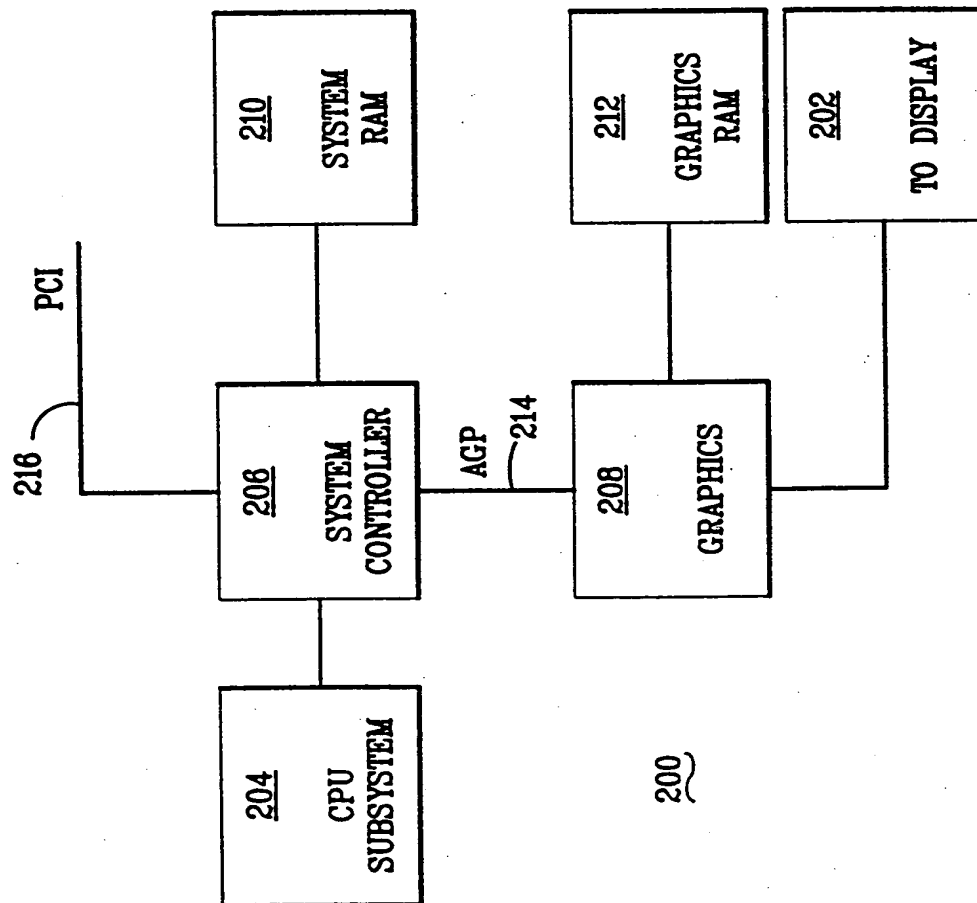 216
PCI
210
SYSTEM
RAM
206
SYSTEM
CONTROLLER
204
CPU
SUBSYSTEM
AGP
214
212
GRAPHICS
RAM
208
GRAPHICS
202
TO DISPLAY
200